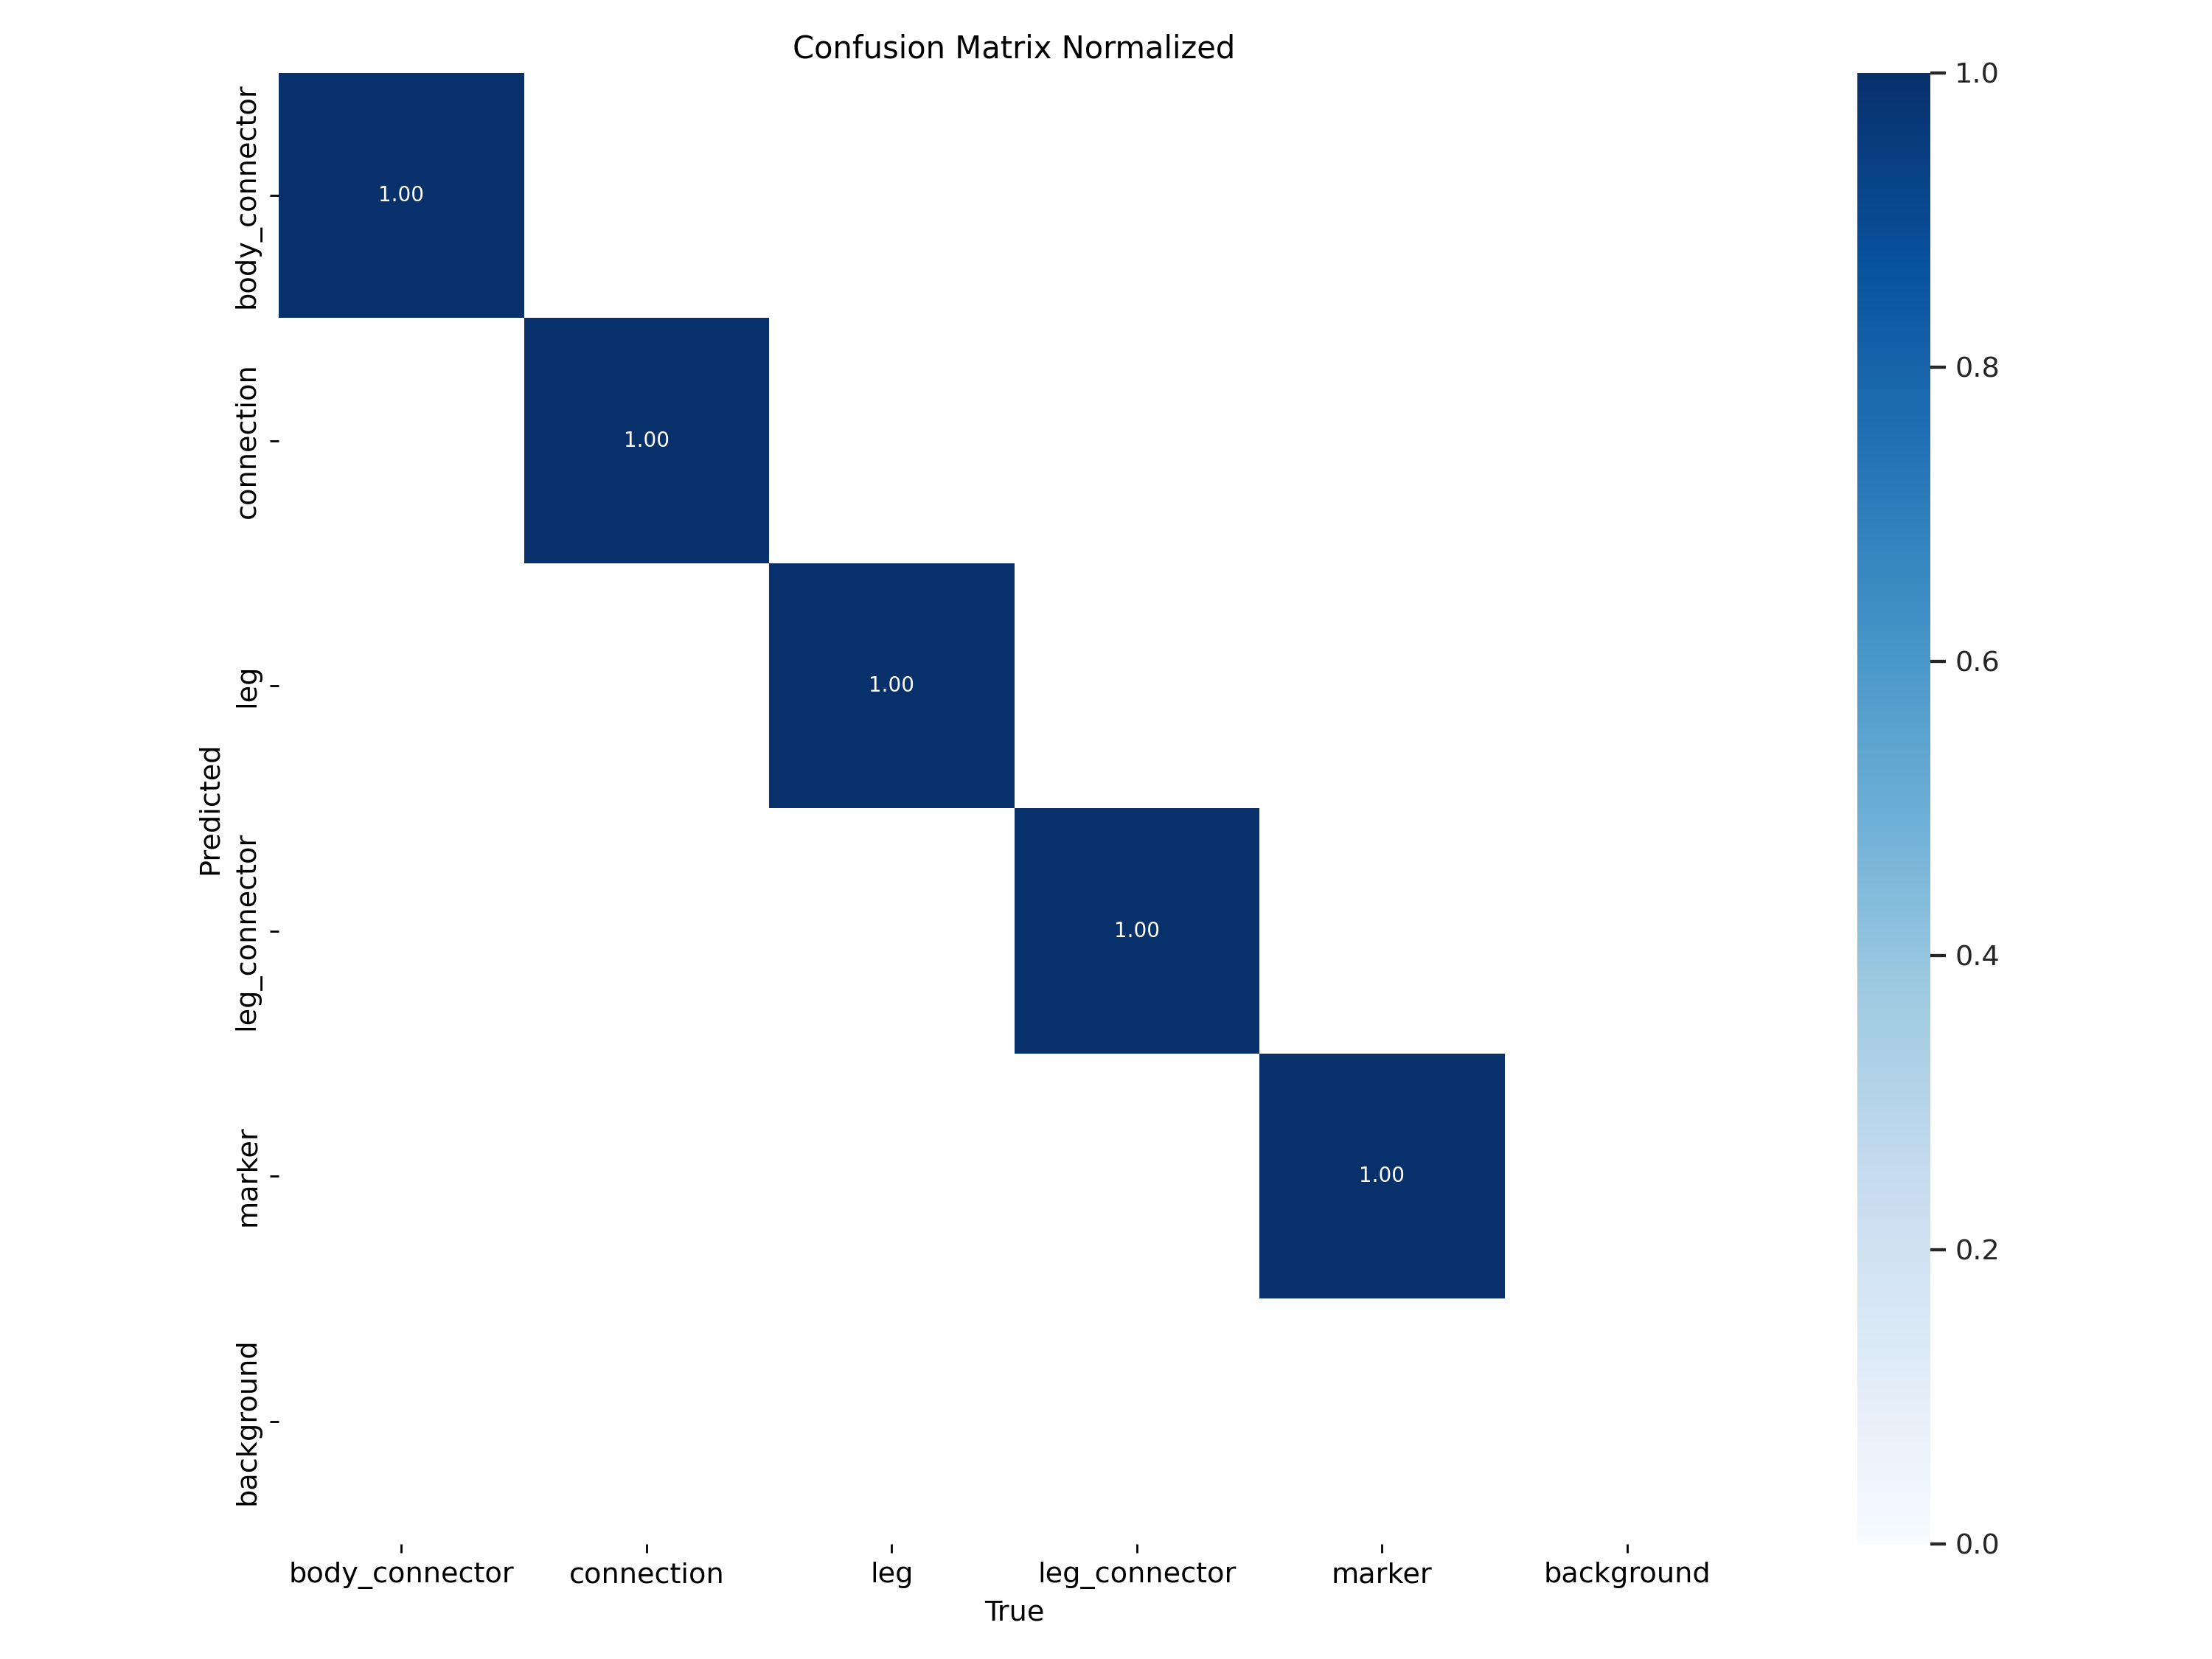 Confusion Matrix Normalized
body_connector
1.00
connection
1.00
leg
1.00
leg_connector
1.00
marker
1.00
background
Predicted
body_connector connection leg leg_connector marker background
True
1.0
0.8
0.6
0.4
0.2
0.0